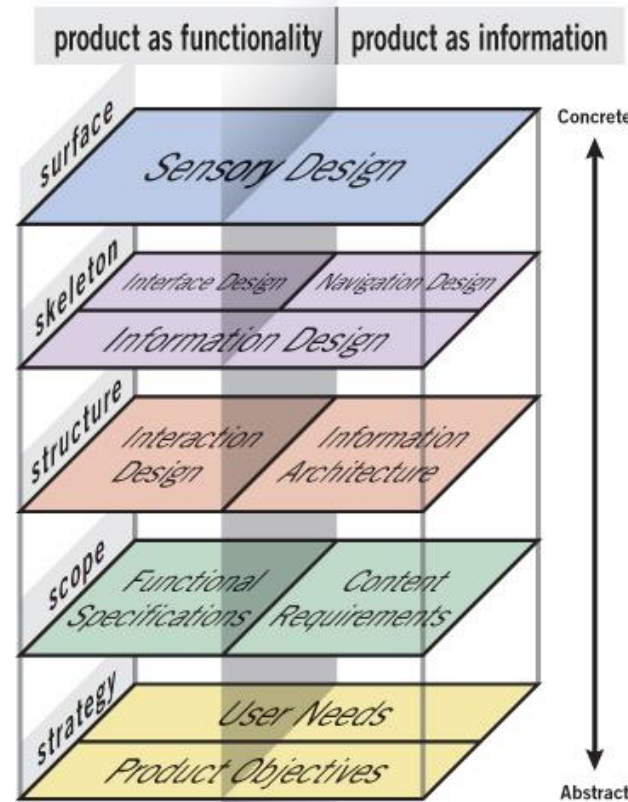 product as functionality
product as information
Concrete
surface
Sensory Design
skeleton
Interface Design
Navigation Design
Information Design
structure
Interaction
Design
Information
Architecture
scope
Functional
Specifications
Content
Requirements
strategy
User Needs
Product Objectives
Abstract